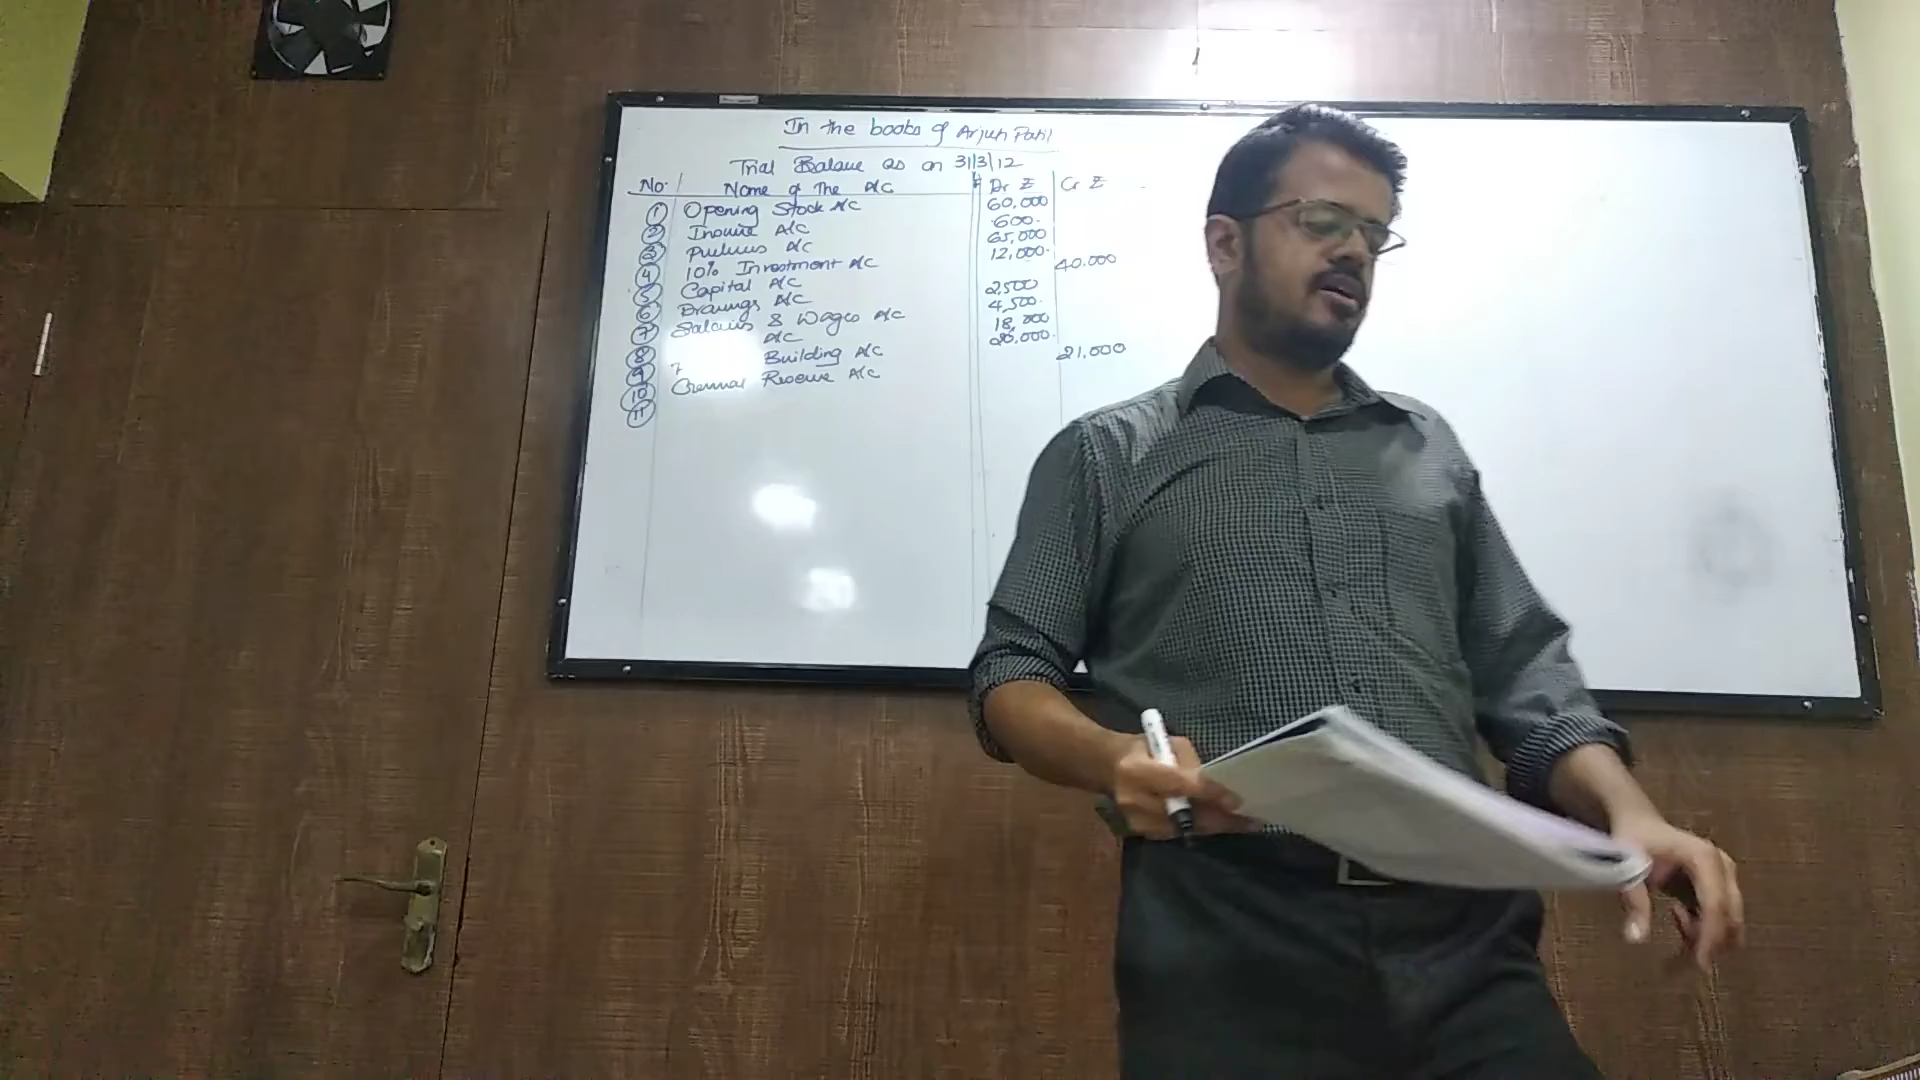 In the books of Arjun Patil
Trial Balance as on 31/3/12
No. Name of The A/C Dr ₹ Cr ₹
1 Opening Stock A/C 60,000
2 A/C 600
3 A/C 65,000
4 10% Investment A/C 12,000
5 Capital A/C 40,000
6 Drawings A/C 2,500
7 Salaries & Wages A/C 4,500
8 A/C 18,000
9 Building A/C 000
10 General Reserve A/C 21,000
11